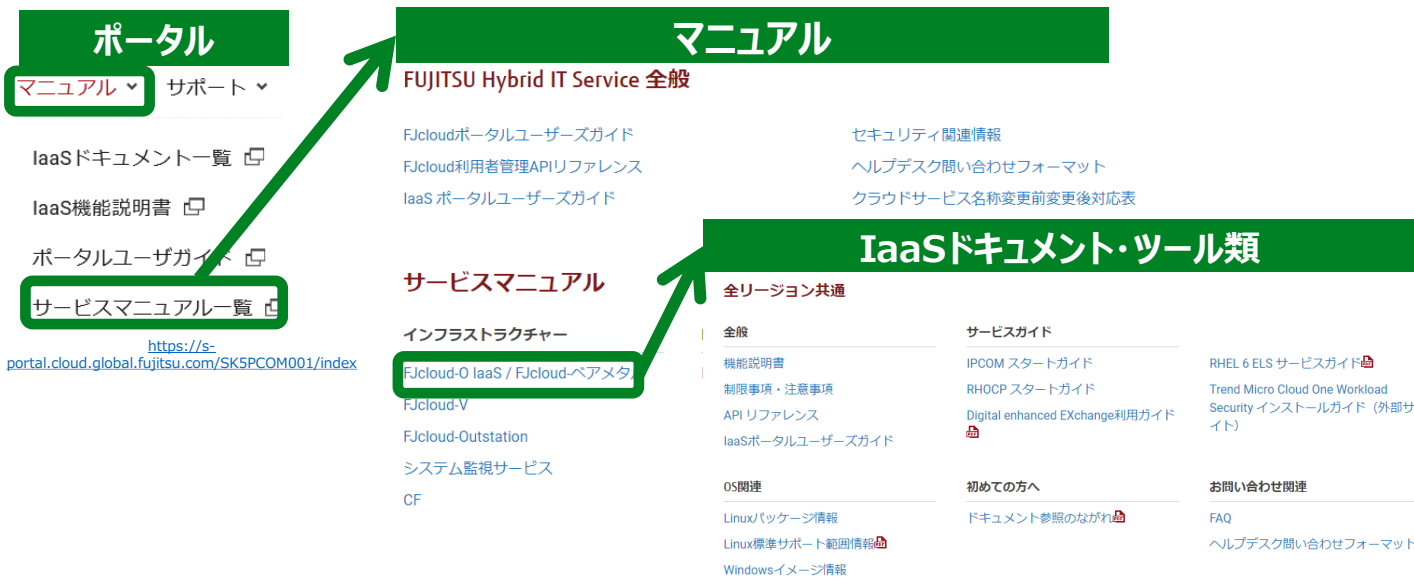 ポータル
マニュアル
サポート
IaaSドキュメント一覧
IaaS機能説明書
ポータルユーザガイド
サービスマニュアル一覧
https://s-
portal.cloud.global.fujitsu.com/SK5PCOM001/index
マニュアル
FUJITSU Hybrid IT Service 全般
FJcloudポータルユーザーズガイド
FJcloud利用者管理APIリファレンス
IaaS ポータルユーザーズガイド
セキュリティ関連情報
ヘルプデスク問い合わせフォーマット
クラウドサービス名称変更前変更後対応表
サービスマニュアル
インフラストラクチャー
FJcloud-O IaaS / FJcloud-ベアメタル
FJcloud-V
FJcloud-Outstation
システム監視サービス
CF
IaaSドキュメント・ツール類
全リージョン共通
全般
機能説明書
制限事項・注意事項
API リファレンス
IaaSポータルユーザーズガイド
サービスガイド
IPCOM スタートガイド
RHOCP スタートガイド
Digital enhanced EXchange利用ガイド
RHEL 6 ELS サービスガイド
Trend Micro Cloud One Workload
Security インストールガイド（外部サ
イト）
OS関連
Linuxパッケージ情報
Linux標準サポート範囲情報
Windowsイメージ情報
初めての方へ
ドキュメント参照のながれ
お問い合わせ関連
FAQ
ヘルプデスク問い合わせフォーマット